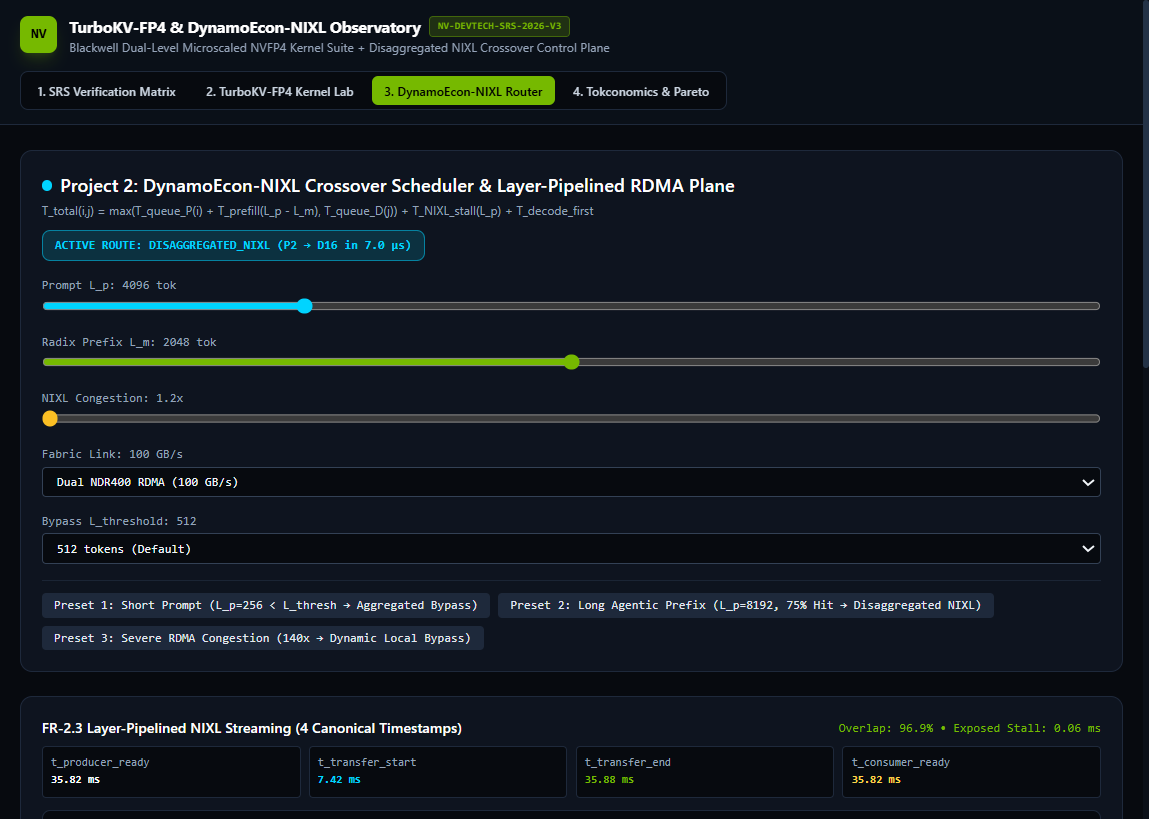 NV
TurboKV-FP4 & DynamoEcon-NIXL Observatory
NV-DEVTECH-SRS-2026-V3
Blackwell Dual-Level Microscaled NVFP4 Kernel Suite + Disaggregated NIXL Crossover Control Plane
1. SRS Verification Matrix
2. TurboKV-FP4 Kernel Lab
3. DynamoEcon-NIXL Router
4. Tokconomics & Pareto
Project 2: DynamoEcon-NIXL Crossover Scheduler & Layer-Pipelined RDMA Plane
T_total(i,j) = max(T_queue_P(i) + T_prefill(L_p - L_m), T_queue_D(j)) + T_NIXL_stall(L_p) + T_decode_first
ACTIVE ROUTE: DISAGGREGATED_NIXL (P2 → D16 in 7.0 µs)
Prompt L_p: 4096 tok
Radix Prefix L_m: 2048 tok
NIXL Congestion: 1.2x
Fabric Link: 100 GB/s
Dual NDR400 RDMA (100 GB/s)
Bypass L_threshold: 512
512 tokens (Default)
Preset 1: Short Prompt (L_p=256 < L_thresh → Aggregated Bypass)
Preset 2: Long Agentic Prefix (L_p=8192, 75% Hit → Disaggregated NIXL)
Preset 3: Severe RDMA Congestion (140x → Dynamic Local Bypass)
FR-2.3 Layer-Pipelined NIXL Streaming (4 Canonical Timestamps)
Overlap: 96.9% • Exposed Stall: 0.06 ms
t_producer_ready
35.82 ms
t_transfer_start
7.42 ms
t_transfer_end
35.88 ms
t_consumer_ready
35.82 ms